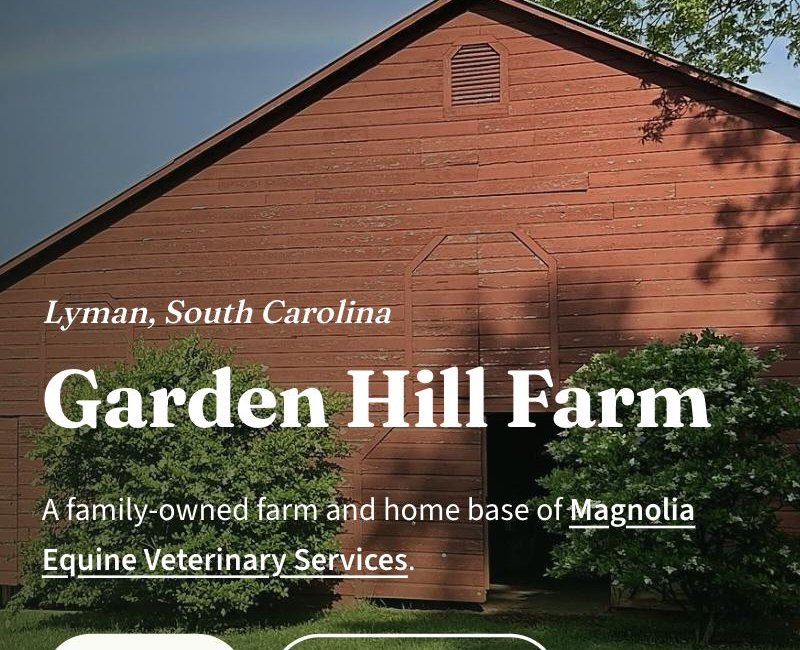 Lyman, South Carolina
Garden Hill Farm
A family-owned farm and home base of Magnolia
Equine Veterinary Services.